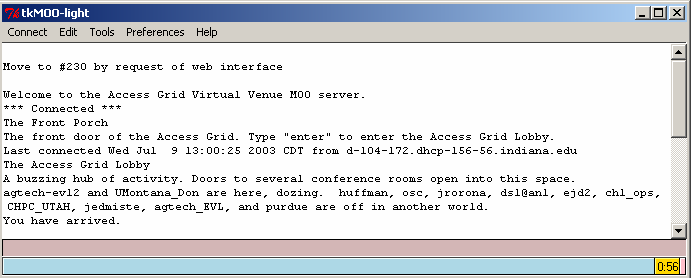 tkMOO-light
Connect Edit Tools Preferences Help
Move to #230 by request of web interface
Welcome to the Access Grid Virtual Venue MOO server.
*** Connected ***
The Front Porch
The front door of the Access Grid. Type "enter" to enter the Access Grid Lobby.
Last connected Wed Jul  9 13:00:25 2003 CDT from d-104-172.dhcp-156-56.indiana.edu
The Access Grid Lobby
A buzzing hub of activity. Doors to several conference rooms open into this space.
agtech-evl2 and UMontana_Don are here, dozing.  huffman, osc, jrorona, dsl@anl, ejd2, chl_ops,
CHPC_UTAH, jedmiste, agtech_EVL, and purdue are off in another world.
You have arrived.
0:56